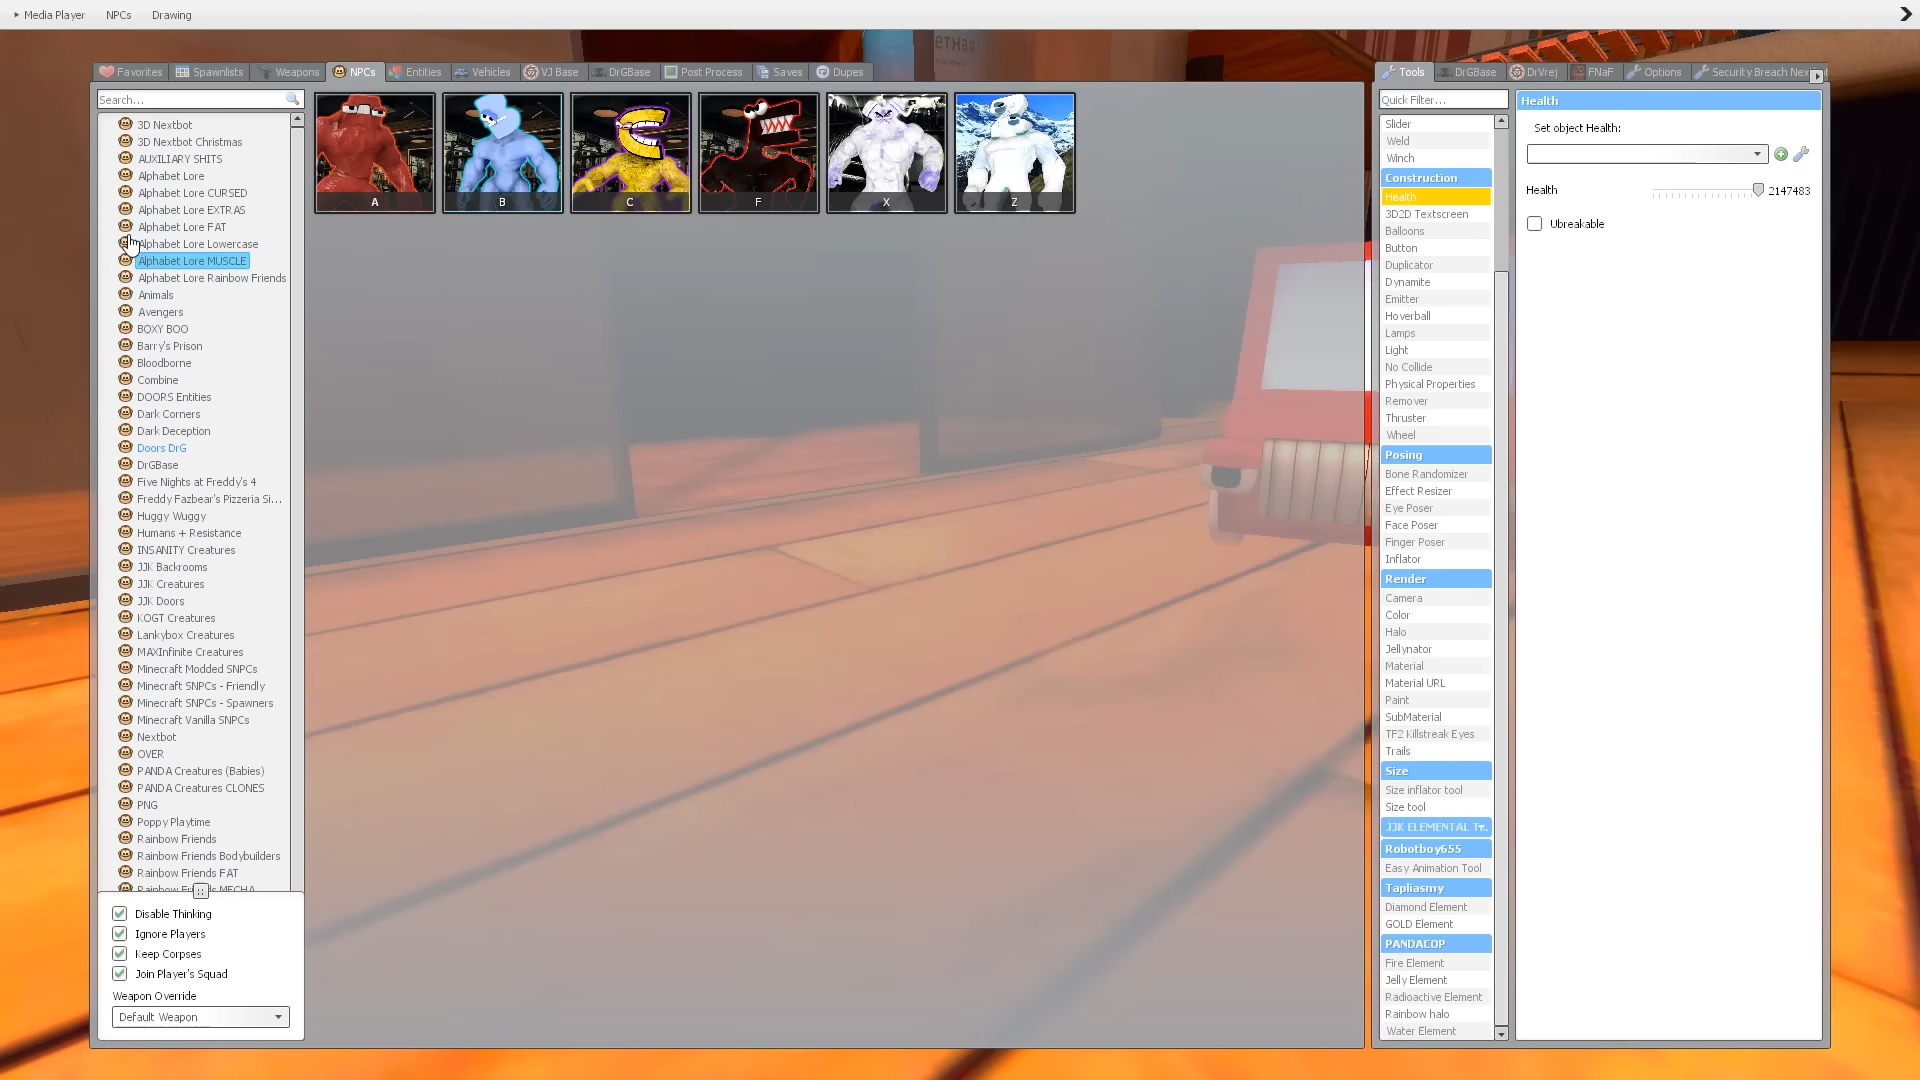 Media Player
NPCs
Drawing
етная
Favorites
Spawnlists
Weapons
NPCs
Entities
Vehicles
VJ Base
DrGBase
Post Process
Saves
Dupes
Search...
3D Nextbot
3D Nextbot Christmas
AUXILIARY SHITS
Alphabet Lore
Alphabet Lore CURSED
Alphabet Lore EXTRAS
Alphabet Lore FAT
Alphabet Lore Lowercase
Alphabet Lore MUSCLE
Alphabet Lore Rainbow Friends
Animals
Avengers
BOXY BOO
Barry's Prison
Bloodborne
Combine
DOORS Entities
Dark Corners
Dark Deception
Doors DrG
DrGBase
Five Nights at Freddy's 4
Freddy Fazbear's Pizzeria Si...
Huggy Wuggy
Humans + Resistance
INSANITY Creatures
JJK Backrooms
JJK Creatures
JJK Doors
KOGT Creatures
Lankybox Creatures
MAXInfinite Creatures
Minecraft Modded SNPCs
Minecraft SNPCs - Friendly
Minecraft SNPCs - Spawners
Minecraft Vanilla SNPCs
Nextbot
OVER
PANDA Creatures (Babies)
PANDA Creatures CLONES
PNG
Poppy Playtime
Rainbow Friends
Rainbow Friends Bodybuilders
Rainbow Friends FAT
Rainbow Friends MECHA
Disable Thinking
Ignore Players
Keep Corpses
Join Player's Squad
Weapon Override
Default Weapon
A
B
C
F
X
Z
Tools
DrGBase
DrVrej
FNaF
Options
Security Breach Nex
Quick Filter...
Slider
Weld
Winch
Construction
Health
3D2D Textscreen
Balloons
Button
Duplicator
Dynamite
Emitter
Hoverball
Lamps
Light
No Collide
Physical Properties
Remover
Thruster
Wheel
Posing
Bone Randomizer
Effect Resizer
Eye Poser
Face Poser
Finger Poser
Inflator
Render
Camera
Color
Halo
Jellynator
Material
Material URL
Paint
SubMaterial
TF2 Killstreak Eyes
Trails
Size
Size inflator tool
Size tool
JJK ELEMENTAL T...
Robotboy655
Easy Animation Tool
Tapliasmy
Diamond Element
GOLD Element
PANDACOP
Fire Element
Jelly Element
Radioactive Element
Rainbow halo
Water Element
Health
Set object Health:
Health
2147483
Ubreakable